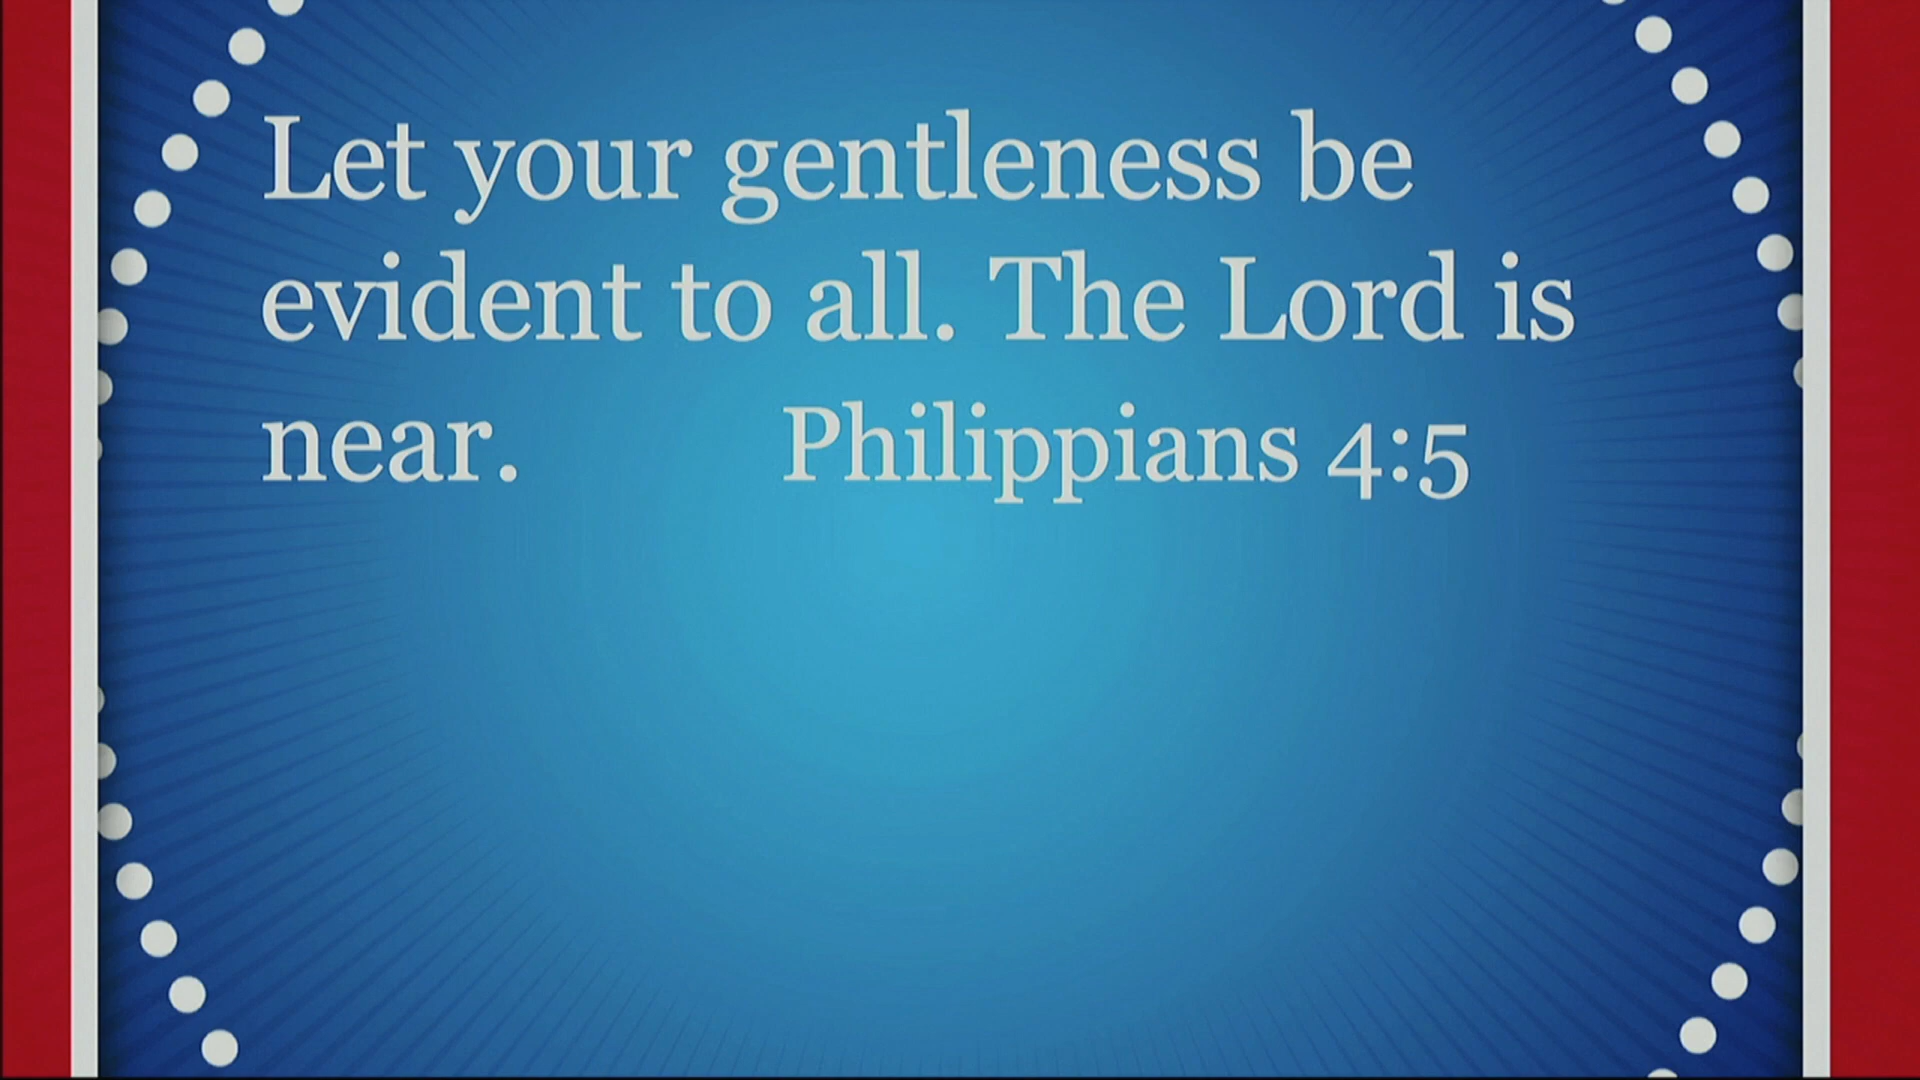 Let your gentleness be
evident to all. The Lord is
near. Philippians 4:5